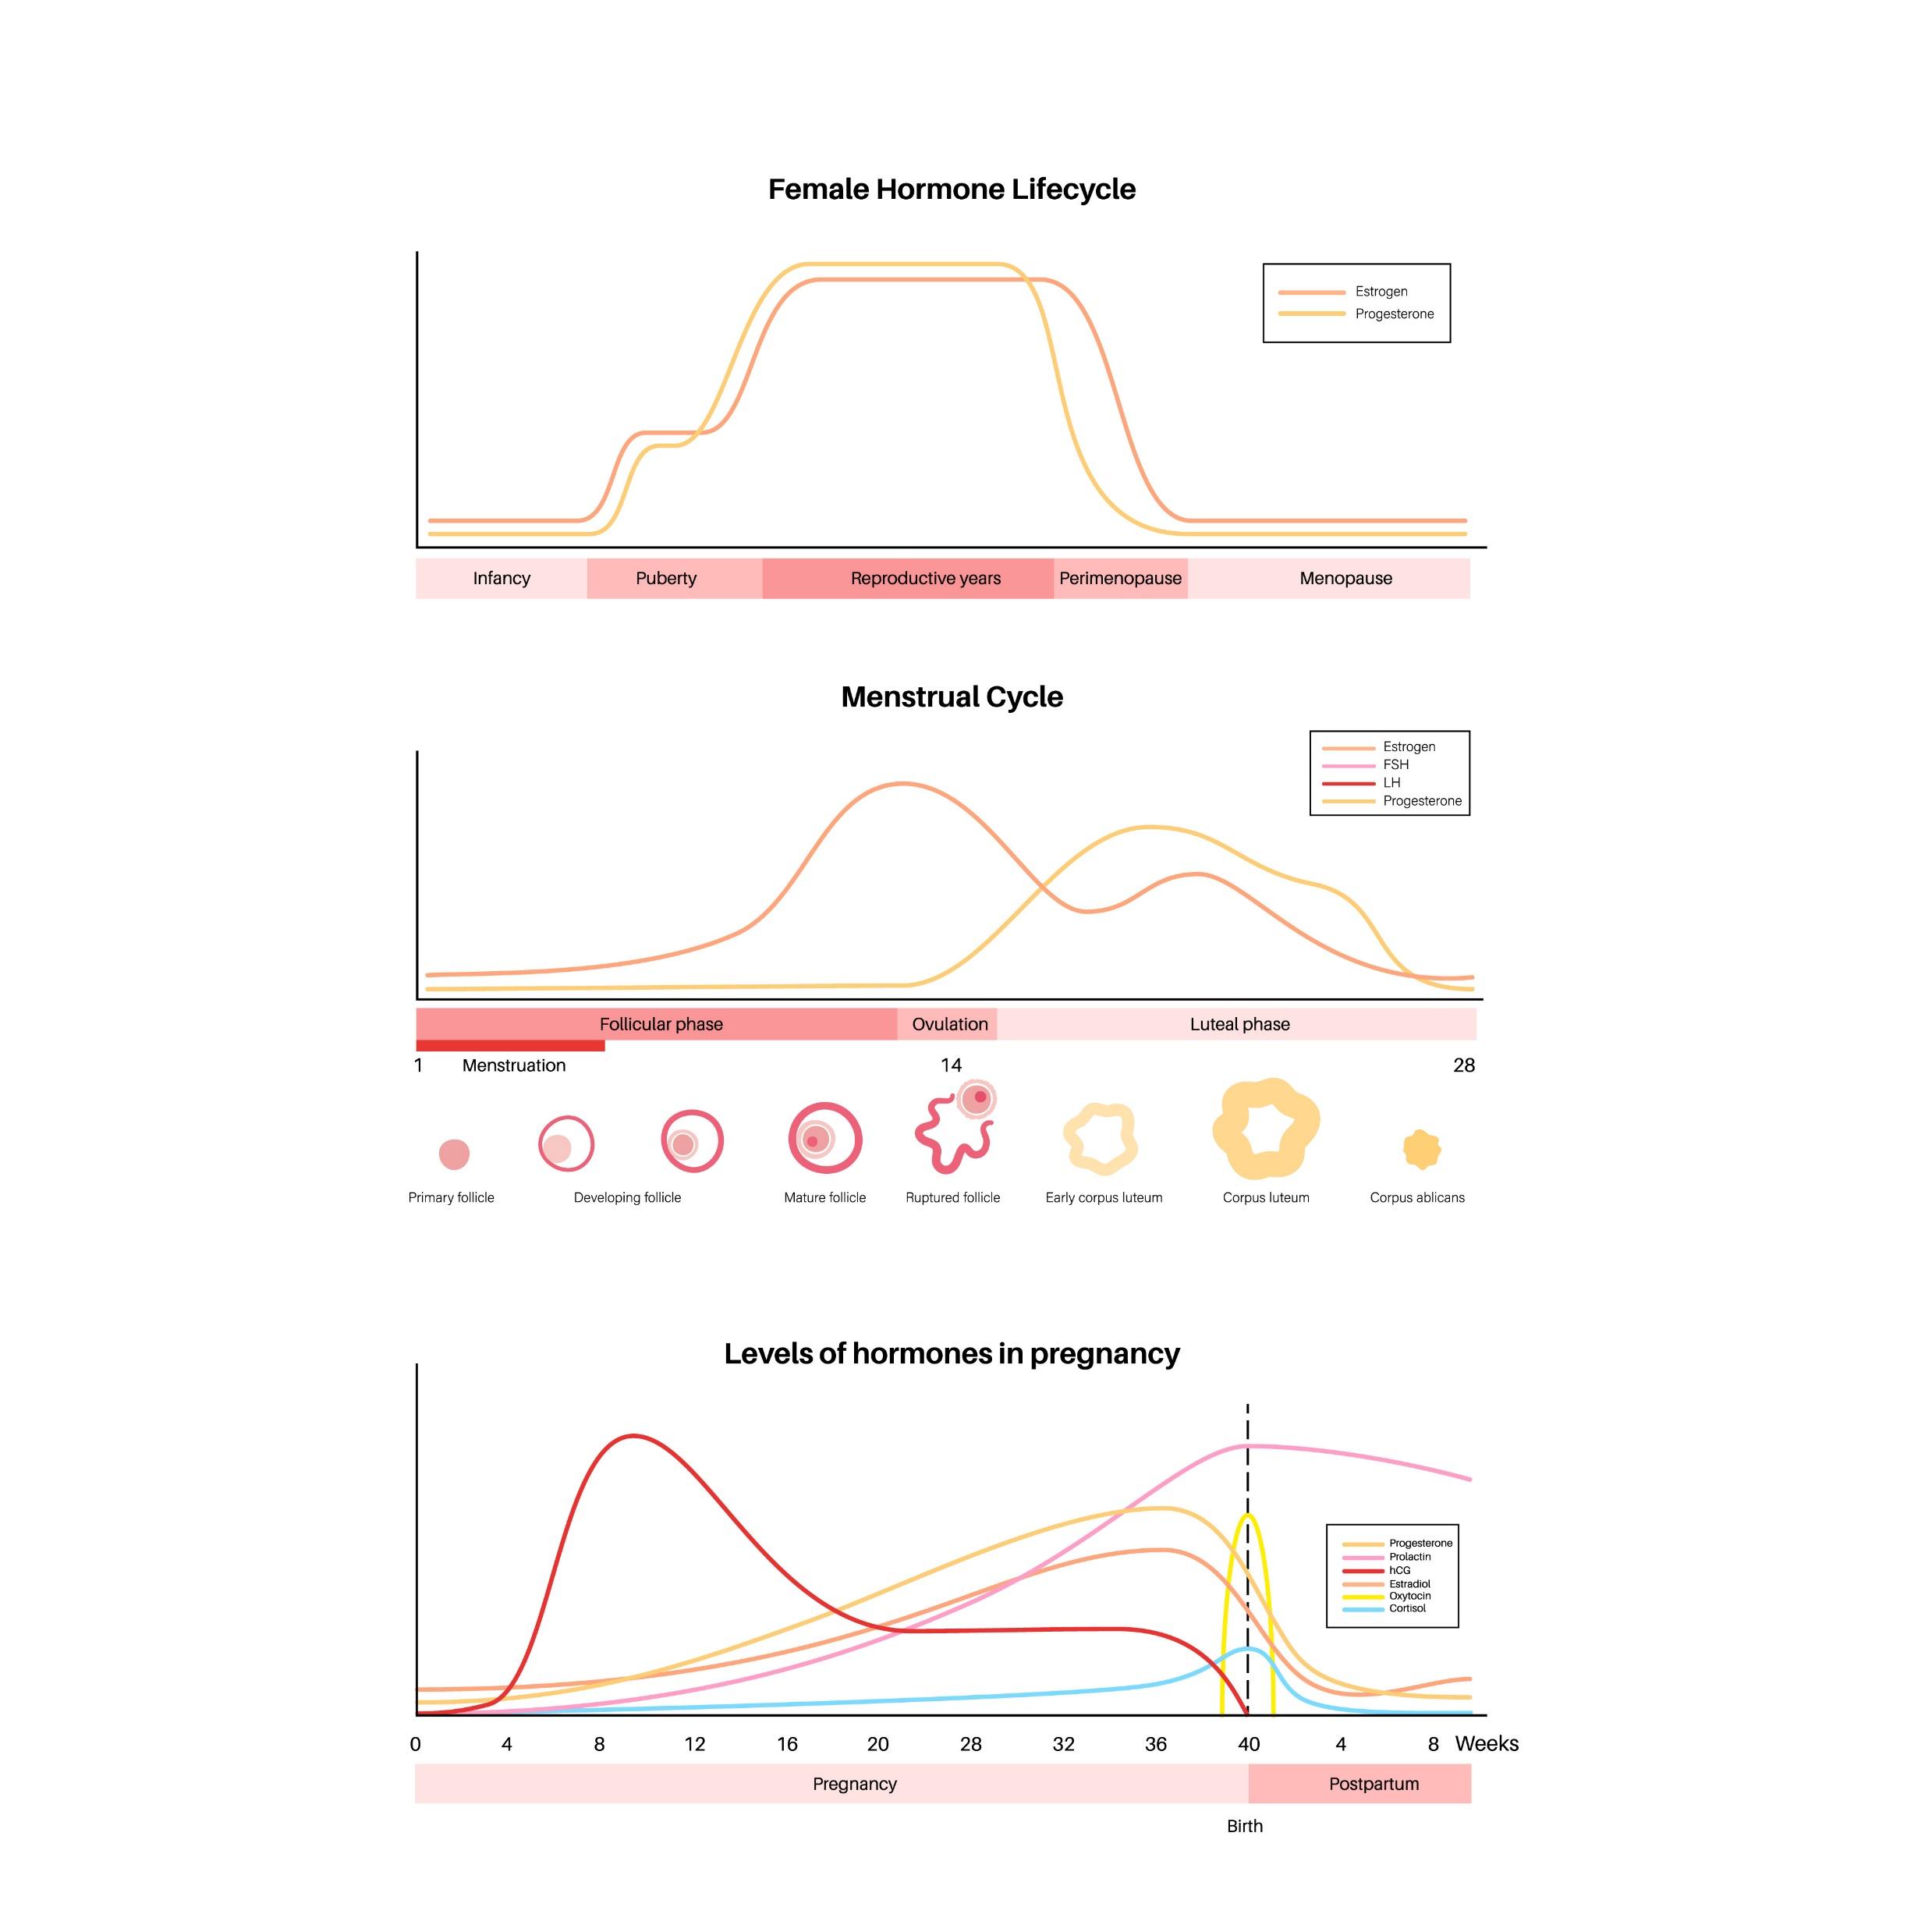 Female Hormone Lifecycle
Estrogen
Progesterone
Infancy
Puberty
Reproductive years
Perimenopause
Menopause
Menstrual Cycle
Estrogen
FSH
LH
Progesterone
Follicular phase
Ovulation
Luteal phase
1
Menstruation
14
28
Primary follicle
Developing follicle
Mature follicle
Ruptured follicle
Early corpus luteum
Corpus luteum
Corpus ablicans
Levels of hormones in pregnancy
Progesterone
Prolactin
hCG
Estradiol
Oxytocin
Cortisol
0 4 8 12 16 20 28 32 36 40 4 8 Weeks
Pregnancy
Postpartum
Birth